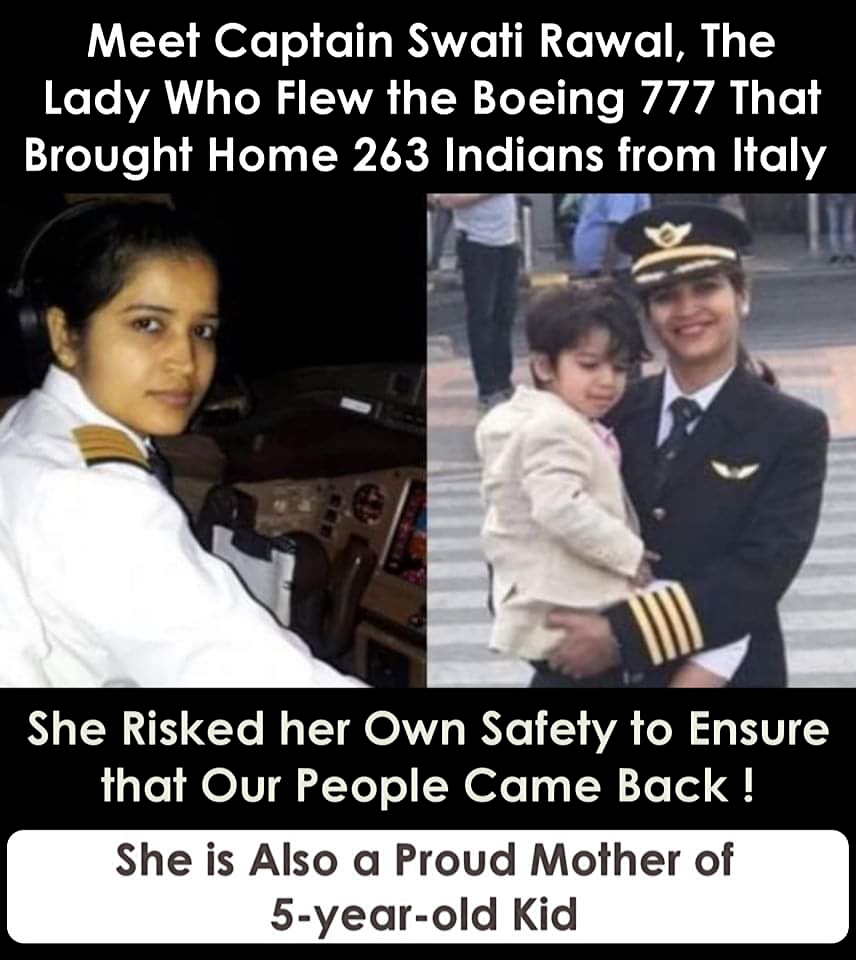 Meet Captain Swati Rawal, The
Lady Who Flew the Boeing 777 That
Brought Home 263 Indians from Italy
She Risked her Own Safety to Ensure
that Our People Came Back !
She is Also a Proud Mother of
5-year-old Kid